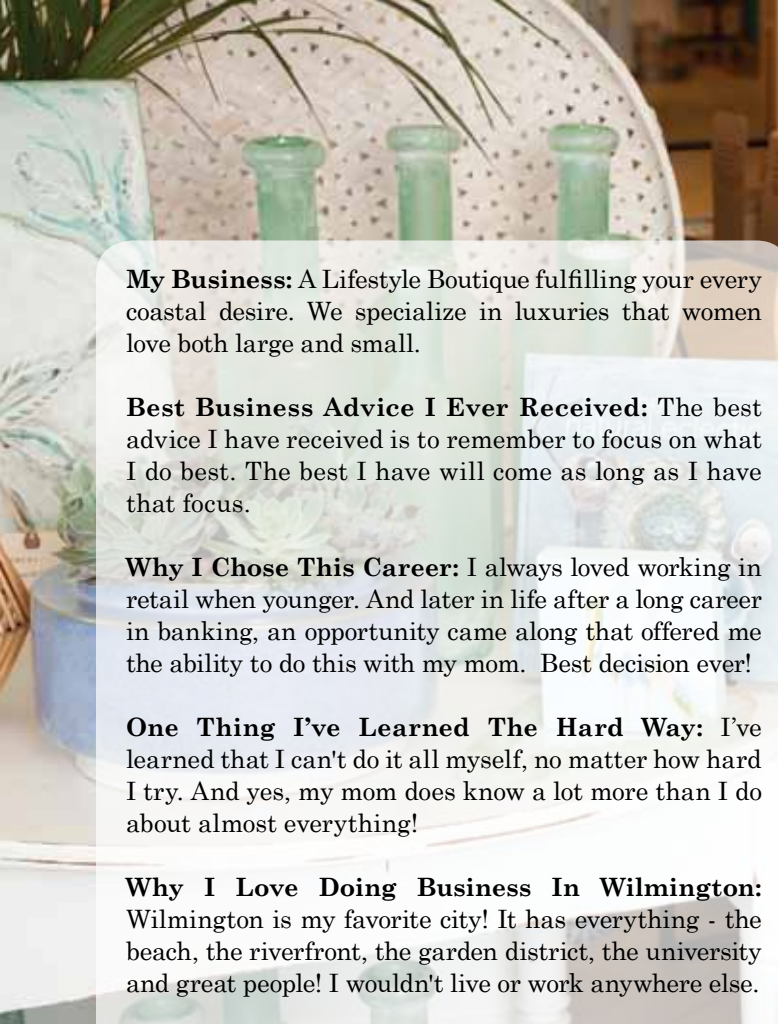 My Business: A Lifestyle Boutique fulfilling your every
coastal desire. We specialize in luxuries that women
love both large and small.
Best Business Advice I Ever Received: The best
advice I have received is to remember to focus on what
I do best. The best I have will come as long as I have
that focus.
Why I Chose This Career: I always loved working in
retail when younger. And later in life after a long career
in banking, an opportunity came along that offered me
the ability to do this with my mom.  Best decision ever!
One Thing I’ve Learned The Hard Way: I’ve
learned that I can't do it all myself, no matter how hard
I try. And yes, my mom does know a lot more than I do
about almost everything!
Why I Love Doing Business In Wilmington:
Wilmington is my favorite city! It has everything - the
beach, the riverfront, the garden district, the university
and great people! I wouldn't live or work anywhere else.